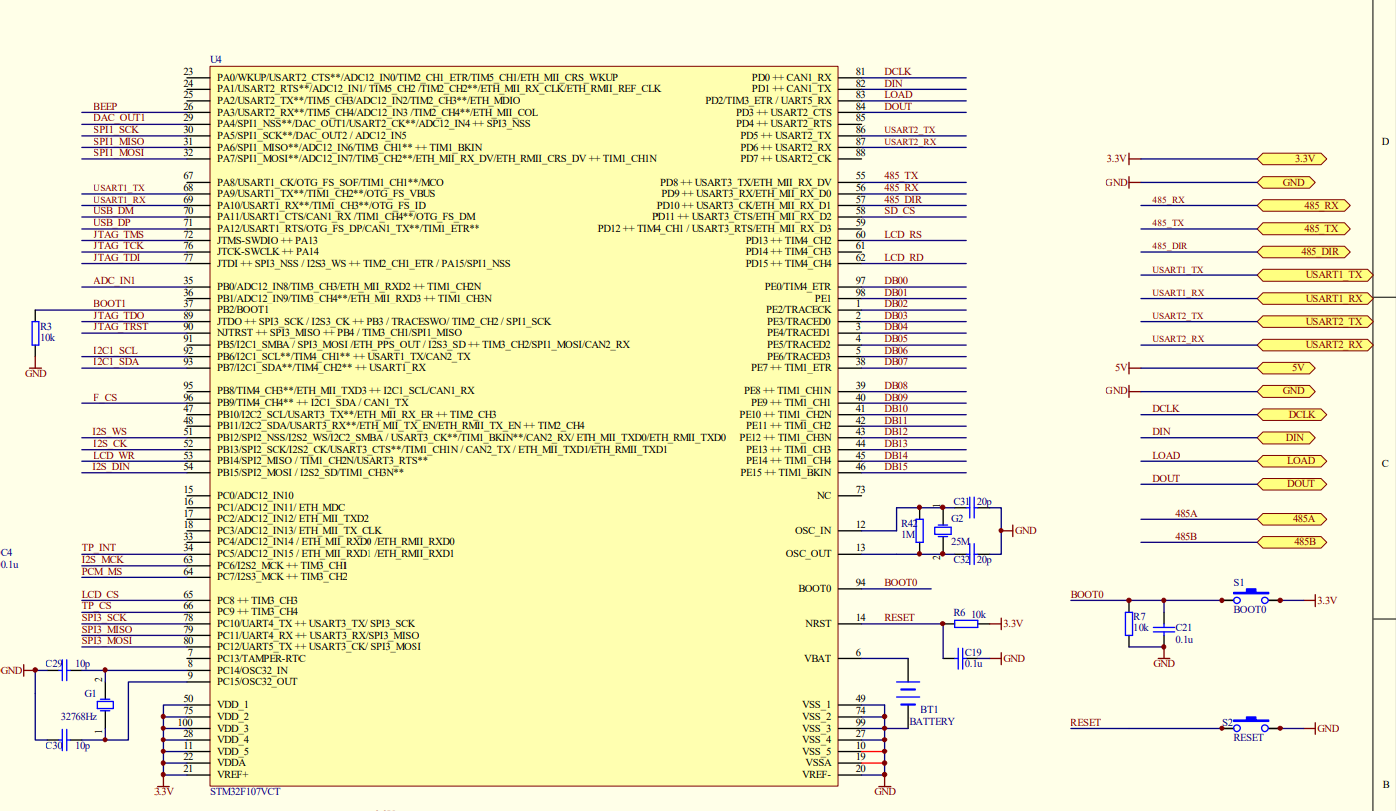 U4
23 PA0/WKUP/USART2_CTS**/ADC12_IN0/TIM2_CH1_ETR/TIM5_CH1/ETH_MII_CRS_WKUP
24 PA1/USART2_RTS**/ADC12_IN1/ TIM5_CH2 /TIM2_CH2**/ETH_MII_RX_CLK/ETH_RMII_REF_CLK
25 PA2/USART2_TX**/TIM5_CH3/ADC12_IN2/TIM2_CH3**/ETH_MDIO
BEEP 26 PA3/USART2_RX**/TIM5_CH4/ADC12_IN3 /TIM2_CH4**/ETH_MII_COL
DAC_OUT1 29 PA4/SPI1_NSS**/DAC_OUT1/USART2_CK**/ADC12_IN4 ++ SPI3_NSS
SPI1_SCK 30 PA5/SPI1_SCK**/DAC_OUT2 / ADC12_IN5
SPI1_MISO 31 PA6/SPI1_MISO**/ADC12_IN6/TIM3_CH1** ++ TIM1_BKIN
SPI1_MOSI 32 PA7/SPI1_MOSI**/ADC12_IN7/TIM3_CH2**/ETH_MII_RX_DV/ETH_RMII_CRS_DV ++ TIM1_CH1N
67 PA8/USART1_CK/OTG_FS_SOF/TIM1_CH1**/MCO
USART1_TX 68 PA9/USART1_TX**/TIM1_CH2**/OTG_FS_VBUS
USART1_RX 69 PA10/USART1_RX**/TIM1_CH3**/OTG_FS_ID
USB_DM 70 PA11/USART1_CTS/CAN1_RX /TIM1_CH4**/OTG_FS_DM
USB_DP 71 PA12/USART1_RTS/OTG_FS_DP/CAN1_TX**/TIM1_ETR**
JTAG_TMS 72 JTMS-SWDIO ++ PA13
JTAG_TCK 76 JTCK-SWCLK ++ PA14
JTAG_TDI 77 JTDI ++ SPI3_NSS / I2S3_WS ++ TIM2_CH1_ETR / PA15/SPI1_NSS
ADC_IN1 35 PB0/ADC12_IN8/TIM3_CH3/ETH_MII_RXD2 ++ TIM1_CH2N
36 PB1/ADC12_IN9/TIM3_CH4**/ETH_MII_RXD3 ++ TIM1_CH3N
BOOT1 37 PB2/BOOT1
JTAG_TDO 89 JTDO ++ SPI3_SCK / I2S3_CK ++ PB3 / TRACESWO/ TIM2_CH2 / SPI1_SCK
JTAG_TRST 90 NJTRST ++ SPI3_MISO ++ PB4 / TIM3_CH1/SPI1_MISO
91 PB5/I2C1_SMBA / SPI3_MOSI /ETH_PPS_OUT / I2S3_SD ++ TIM3_CH2/SPI1_MOSI/CAN2_RX
I2C1_SCL 92 PB6/I2C1_SCL**/TIM4_CH1** ++ USART1_TX/CAN2_TX
I2C1_SDA 93 PB7/I2C1_SDA**/TIM4_CH2** ++ USART1_RX
95 PB8/TIM4_CH3**/ETH_MII_TXD3 ++ I2C1_SCL/CAN1_RX
F_CS 96 PB9/TIM4_CH4** ++ I2C1_SDA / CAN1_TX
47 PB10/I2C2_SCL/USART3_TX**/ETH_MII_RX_ER ++ TIM2_CH3
48 PB11/I2C2_SDA/USART3_RX**/ETH_MII_TX_EN/ETH_RMII_TX_EN ++ TIM2_CH4
I2S_WS 51 PB12/SPI2_NSS/I2S2_WS/I2C2_SMBA / USART3_CK**/TIM1_BKIN**/CAN2_RX/ ETH_MII_TXD0/ETH_RMII_TXD0
I2S_CK 52 PB13/SPI2_SCK/I2S2_CK/USART3_CTS**/TIM1_CH1N / CAN2_TX / ETH_MII_TXD1/ETH_RMII_TXD1
LCD_WR 53 PB14/SPI2_MISO / TIM1_CH2N/USART3_RTS**
I2S_DIN 54 PB15/SPI2_MOSI / I2S2_SD/TIM1_CH3N**
15 PC0/ADC12_IN10
16 PC1/ADC12_IN11/ ETH_MDC
17 PC2/ADC12_IN12/ ETH_MII_TXD2
18 PC3/ADC12_IN13/ ETH_MII_TX_CLK
33 PC4/ADC12_IN14 / ETH_MII_RXD0 /ETH_RMII_RXD0
TP_INT 34 PC5/ADC12_IN15 / ETH_MII_RXD1 /ETH_RMII_RXD1
I2S_MCK 63 PC6/I2S2_MCK ++ TIM3_CH1
PCM_MS 64 PC7/I2S3_MCK ++ TIM3_CH2
LCD_CS 65 PC8 ++ TIM3_CH3
TP_CS 66 PC9 ++ TIM3_CH4
SPI3_SCK 78 PC10/UART4_TX ++ USART3_TX/ SPI3_SCK
SPI3_MISO 79 PC11/UART4_RX ++ USART3_RX/SPI3_MISO
SPI3_MOSI 80 PC12/UART5_TX ++ USART3_CK/ SPI3_MOSI
7 PC13/TAMPER-RTC
8 PC14/OSC32_IN
9 PC15/OSC32_OUT
50 VDD_1
75 VDD_2
100 VDD_3
28 VDD_4
11 VDD_5
22 VDDA
21 VREF+
3.3V
STM32F107VCT
R3
10k
GND
C4
0.1u
GND
C29 10p
2
G1
32768Hz
1
C30 10p
PD0 ++ CAN1_RX 81 DCLK
PD1 ++ CAN1_TX 82 DIN
PD2/TIM3_ETR / UART5_RX 83 LOAD
PD3 ++ USART2_CTS 84 DOUT
PD4 ++ USART2_RTS 85
PD5 ++ USART2_TX 86 USART2_TX
PD6 ++ USART2_RX 87 USART2_RX
PD7 ++ USART2_CK 88
PD8 ++ USART3_TX/ETH_MII_RX_DV 55 485_TX
PD9 ++ USART3_RX/ETH_MII_RX_D0 56 485_RX
PD10 ++ USART3_CK/ETH_MII_RX_D1 57 485_DIR
PD11 ++ USART3_CTS/ETH_MII_RX_D2 58 SD_CS
PD12 ++ TIM4_CH1 / USART3_RTS/ETH_MII_RX_D3 59
PD13 ++ TIM4_CH2 60 LCD_RS
PD14 ++ TIM4_CH3 61
PD15 ++ TIM4_CH4 62 LCD_RD
PE0/TIM4_ETR 97 DB00
PE1 98 DB01
PE2/TRACECK 1 DB02
PE3/TRACED0 2 DB03
PE4/TRACED1 3 DB04
PE5/TRACED2 4 DB05
PE6/TRACED3 5 DB06
PE7 ++ TIM1_ETR 38 DB07
PE8 ++ TIM1_CH1N 39 DB08
PE9 ++ TIM1_CH1 40 DB09
PE10 ++ TIM1_CH2N 41 DB10
PE11 ++ TIM1_CH2 42 DB11
PE12 ++ TIM1_CH3N 43 DB12
PE13 ++ TIM1_CH3 44 DB13
PE14 ++ TIM1_CH4 45 DB14
PE15 ++ TIM1_BKIN 46 DB15
NC 73
OSC_IN 12
OSC_OUT 13
BOOT0 94 BOOT0
NRST 14 RESET
VBAT 6
VSS_1 49
VSS_2 74
VSS_3 99
VSS_4 27
VSS_5 10
VSSA 19
VREF- 20
GND
R42
1M
1
G2
25M
2
C31 20p
C32 20p
GND
R6 10k
3.3V
C19
0.1u
GND
BT1
BATTERY
3.3V 3.3V
GND GND
485_RX 485_RX
485_TX 485_TX
485_DIR 485_DIR
USART1_TX USART1_TX
USART1_RX USART1_RX
USART2_TX USART2_TX
USART2_RX USART2_RX
5V 5V
GND GND
DCLK DCLK
DIN DIN
LOAD LOAD
DOUT DOUT
485A 485A
485B 485B
BOOT0
S1
BOOT0
3.3V
R7
10k
C21
0.1u
GND
RESET
S2
RESET
GND
D
C
B